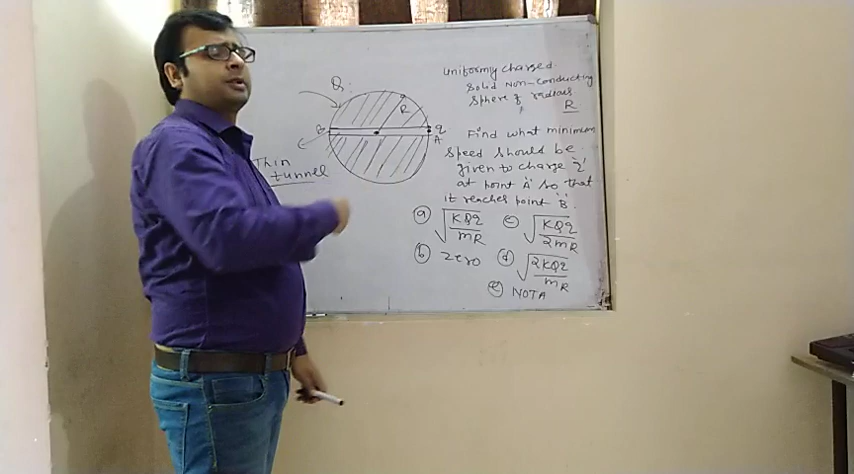 Uniformly charged
solid non-conducting
sphere of radius
R
Q
R
B
q
A
Thin
tunnel
Find what minimum
speed should be
given to charge 'q'
at point 'A' so that
it reaches point 'B'.
(a) √(KQq/mR) (c) √(KQq/2mR)
(b) zero (d) √(2KQq/mR)
(e) NOTA